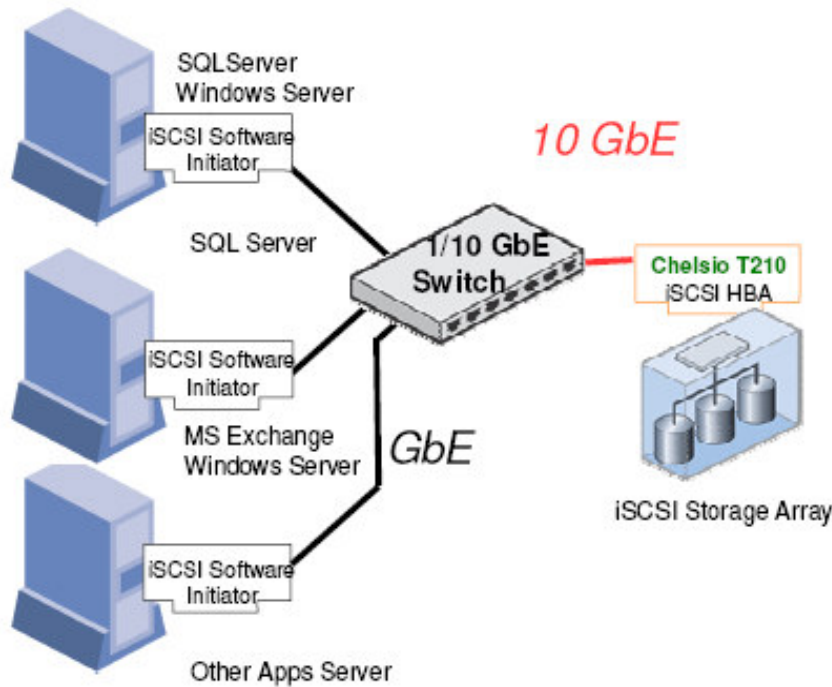 SQLServer
Windows Server
iSCSI Software
Initiator
10 GbE
SQL Server
1/10 GbE
Switch
Chelsio T210
iSCSI HBA
iSCSI Software
Initiator
MS Exchange
Windows Server
GbE
iSCSI Storage Array
iSCSI Software
Initiator
Other Apps Server